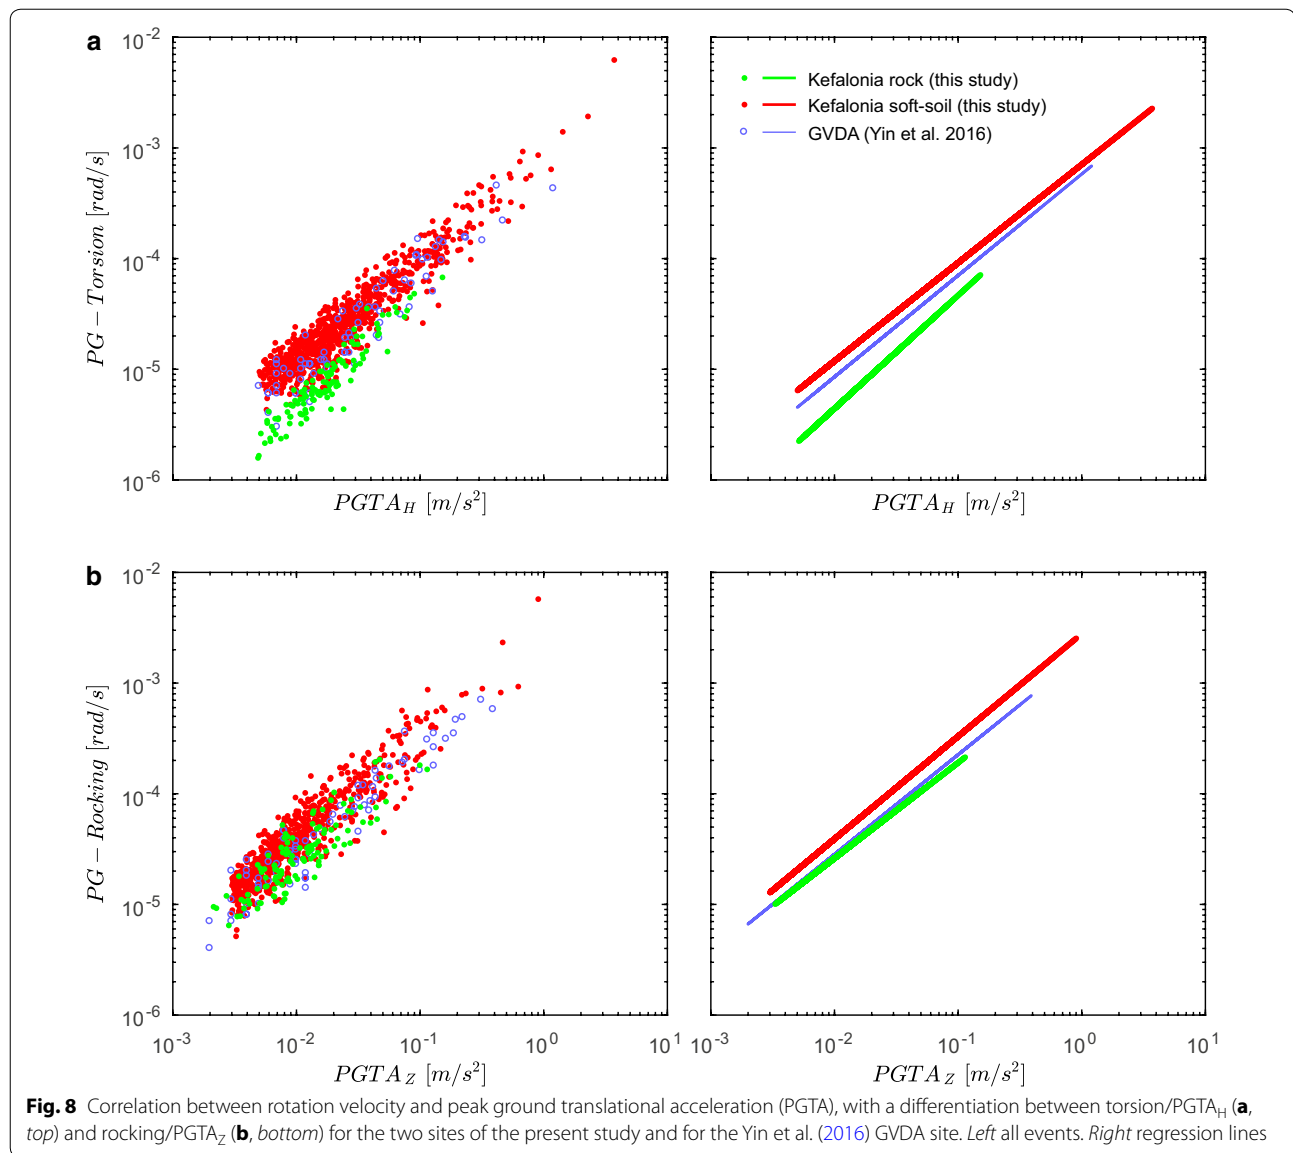 a
10^-2
10^-3
10^-4
10^-5
10^-6
PG − Torsion [rad/s]
PGTA_H [m/s^2]
Kefalonia rock (this study)
Kefalonia soft-soil (this study)
GVDA (Yin et al. 2016)
PGTA_H [m/s^2]
b
10^-2
10^-3
10^-4
10^-5
10^-6
PG − Rocking [rad/s]
10^-3 10^-2 10^-1 10^0 10^1
PGTA_Z [m/s^2]
10^-3 10^-2 10^-1 10^0 10^1
PGTA_Z [m/s^2]
Fig. 8 Correlation between rotation velocity and peak ground translational acceleration (PGTA), with a differentiation between torsion/PGTA_H (a,
top) and rocking/PGTA_Z (b, bottom) for the two sites of the present study and for the Yin et al. (2016) GVDA site. Left all events. Right regression lines